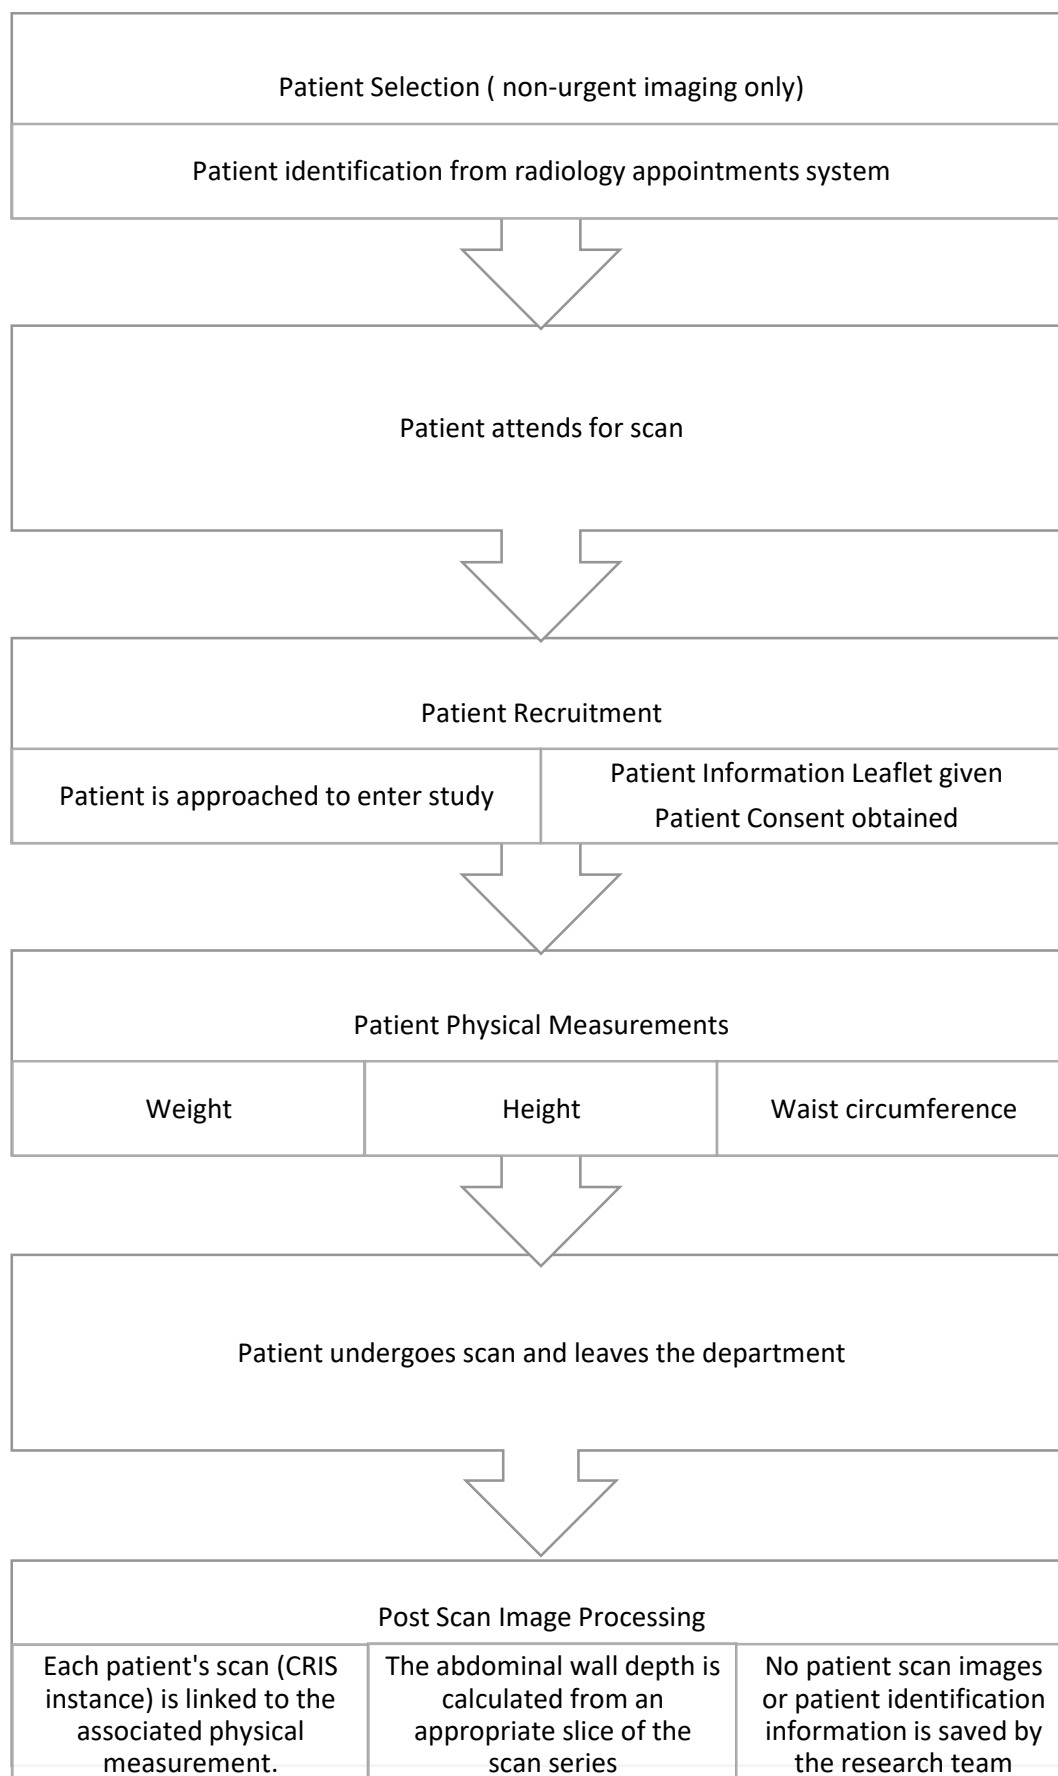 Patient Selection ( non-urgent imaging only)
Patient identification from radiology appointments system
Patient attends for scan
Patient Recruitment
Patient is approached to enter study
Patient Information Leaflet given
Patient Consent obtained
Patient Physical Measurements
Weight
Height
Waist circumference
Patient undergoes scan and leaves the department
Post Scan Image Processing
Each patient's scan (CRIS
instance) is linked to the
associated physical
measurement.
The abdominal wall depth is
calculated from an
appropriate slice of the
scan series
No patient scan images
or patient identification
information is saved by
the research team